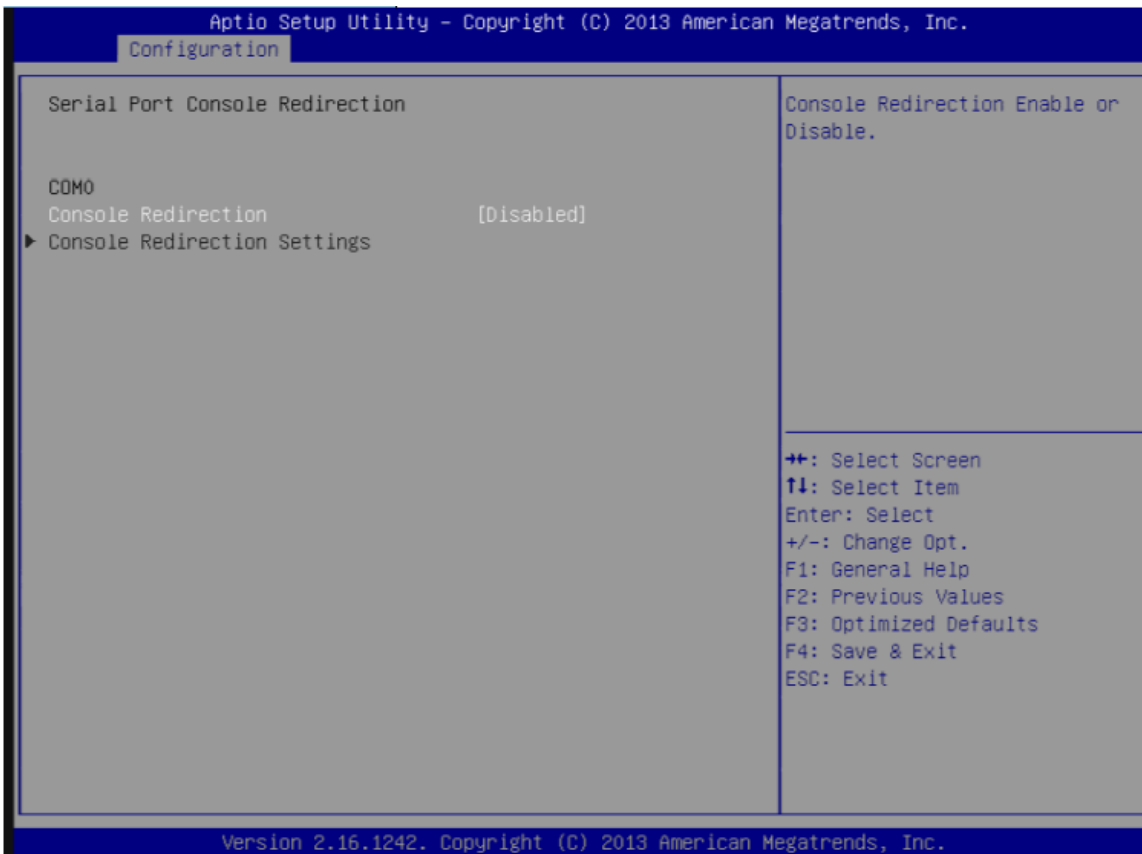 Aptio Setup Utility – Copyright (C) 2013 American Megatrends, Inc.
Configuration
Serial Port Console Redirection
COM0
Console Redirection [Disabled]
▶ Console Redirection Settings
Console Redirection Enable or
Disable.
→←: Select Screen
↑↓: Select Item
Enter: Select
+/-: Change Opt.
F1: General Help
F2: Previous Values
F3: Optimized Defaults
F4: Save & Exit
ESC: Exit
Version 2.16.1242. Copyright (C) 2013 American Megatrends, Inc.